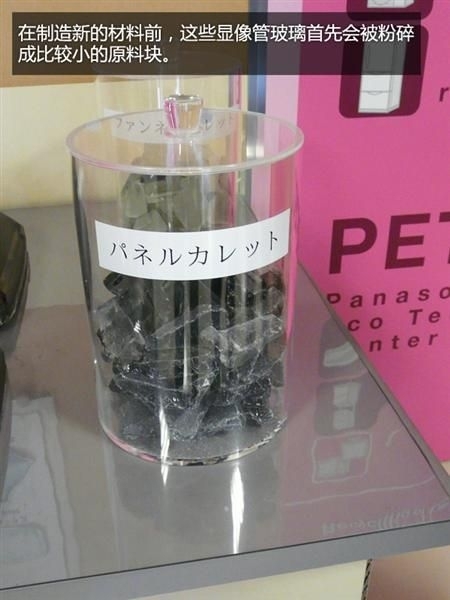 在制造新的材料前，这些显像管玻璃首先会被粉碎
成比较小的原料块。
ファンネルカレット
パネルカレット
PET
Panaso
co Te
enter